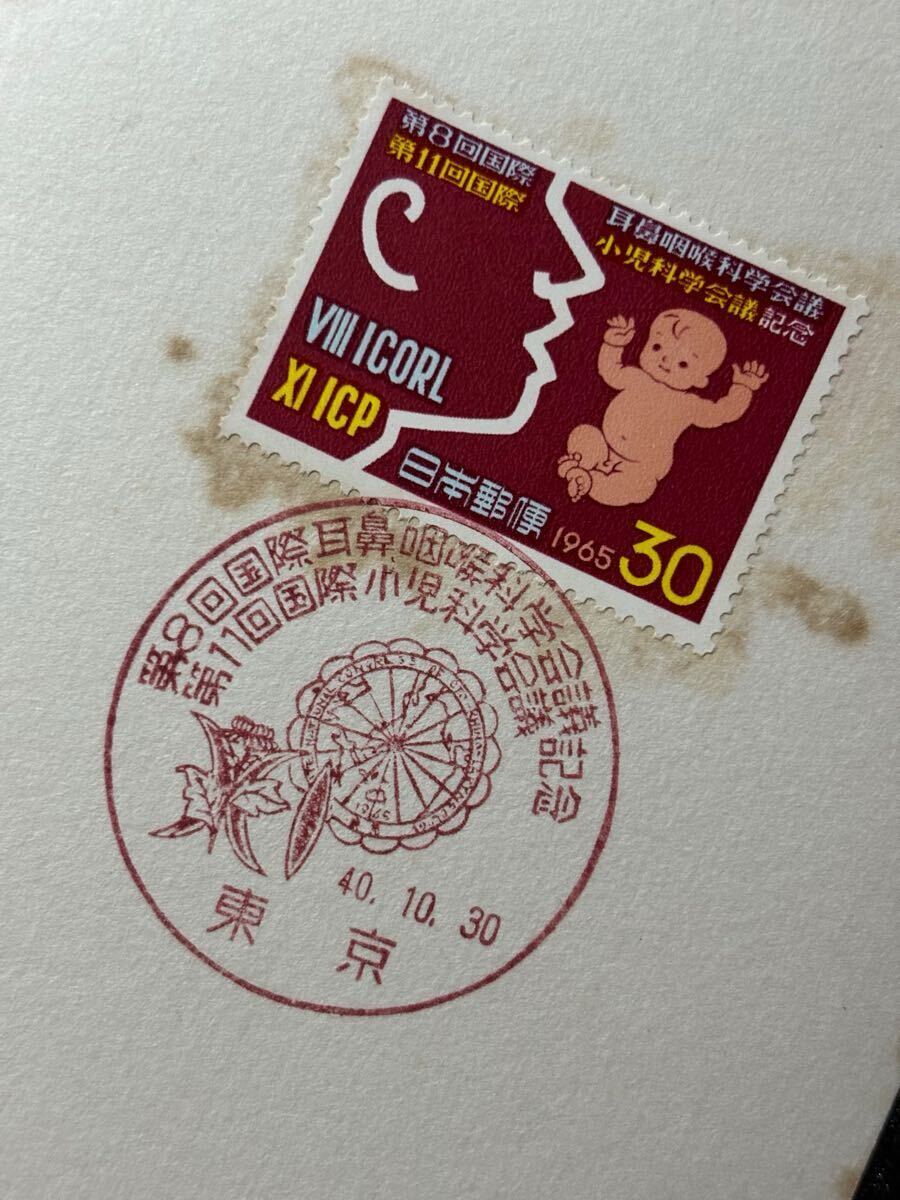 第8回国際 耳鼻咽喉科学会議
第11回国際 小児科学会議 記念
VIII ICORL
XI ICP
日本郵便 1965 30
第8回国際耳鼻咽喉科学会議記念
第11回国際小児科学会議
40.10.30
東京